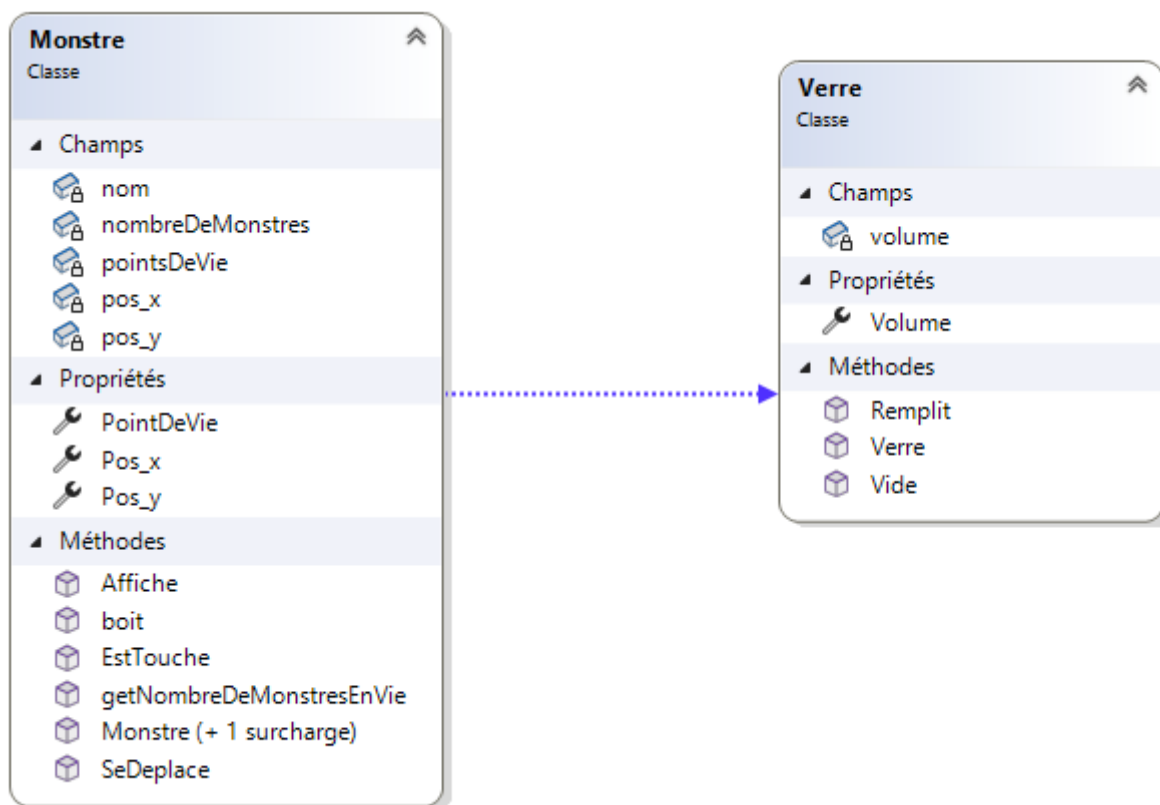 Monstre
Classe
Champs
nom
nombreDeMonstres
pointsDeVie
pos_x
pos_y
Propriétés
PointDeVie
Pos_x
Pos_y
Méthodes
Affiche
boit
EstTouche
getNombreDeMonstresEnVie
Monstre (+ 1 surcharge)
SeDeplace
Verre
Classe
Champs
volume
Propriétés
Volume
Méthodes
Remplit
Verre
Vide